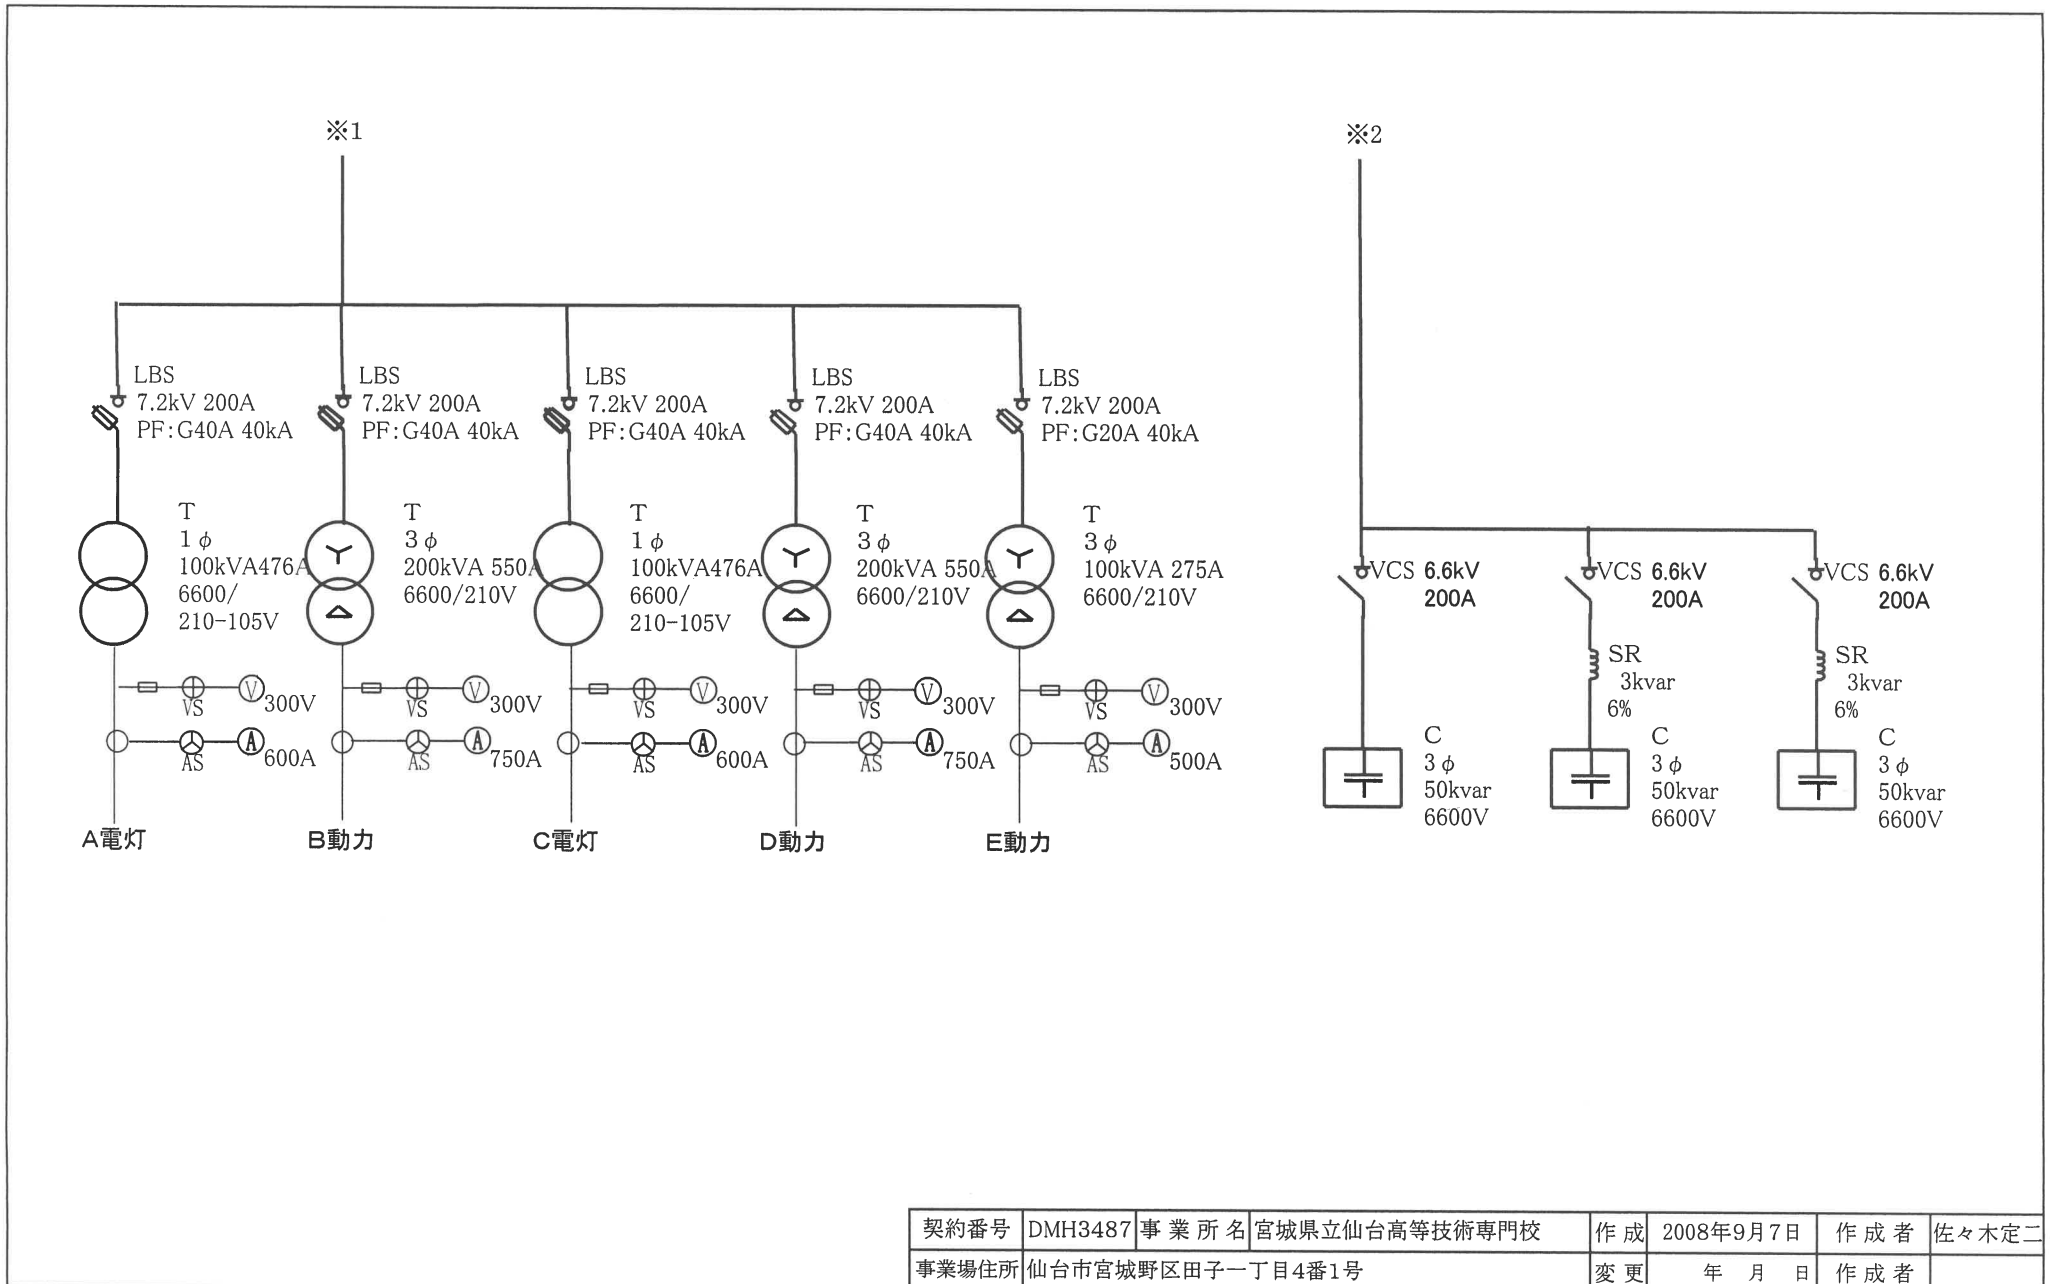 ※1
※2
LBS
7.2kV 200A
PF:G40A 40kA
LBS
7.2kV 200A
PF:G40A 40kA
LBS
7.2kV 200A
PF:G40A 40kA
LBS
7.2kV 200A
PF:G40A 40kA
LBS
7.2kV 200A
PF:G20A 40kA
T
1φ
100kVA476A
6600/
210-105V
T
3φ
200kVA 550A
6600/210V
T
1φ
100kVA476A
6600/
210-105V
T
3φ
200kVA 550A
6600/210V
T
3φ
100kVA 275A
6600/210V
V
300V
VS
A
600A
AS
V
300V
VS
A
750A
AS
V
300V
VS
A
600A
AS
V
300V
VS
A
750A
AS
V
300V
VS
A
500A
AS
A電灯
B動力
C電灯
D動力
E動力
VCS 6.6kV
200A
VCS 6.6kV
200A
VCS 6.6kV
200A
SR
3kvar
6%
SR
3kvar
6%
C
3φ
50kvar
6600V
C
3φ
50kvar
6600V
C
3φ
50kvar
6600V
契約番号 DMH3487 事業所名 宮城県立仙台高等技術専門校 作成 2008年9月7日 作成者 佐々木定二
事業場住所 仙台市宮城野区田子一丁目4番1号 変更 年 月 日 作成者